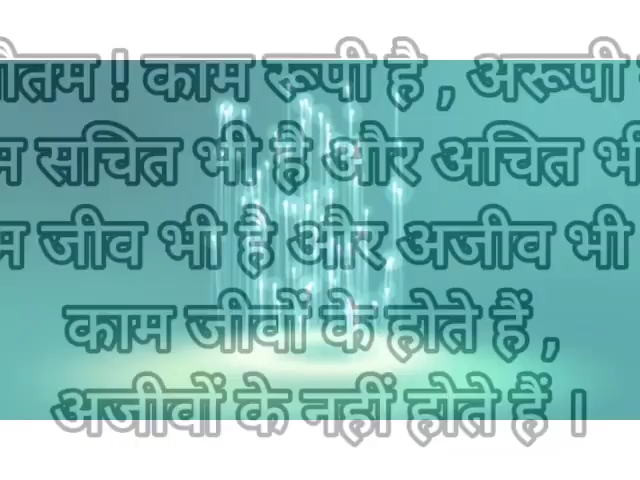 गौतम ! काम रूपी है , अरूपी
सचित भी है और अचित भी
जीव भी है और अजीव भी
काम जीवों के होते हैं ,
अजीवों के नहीं होते हैं ।